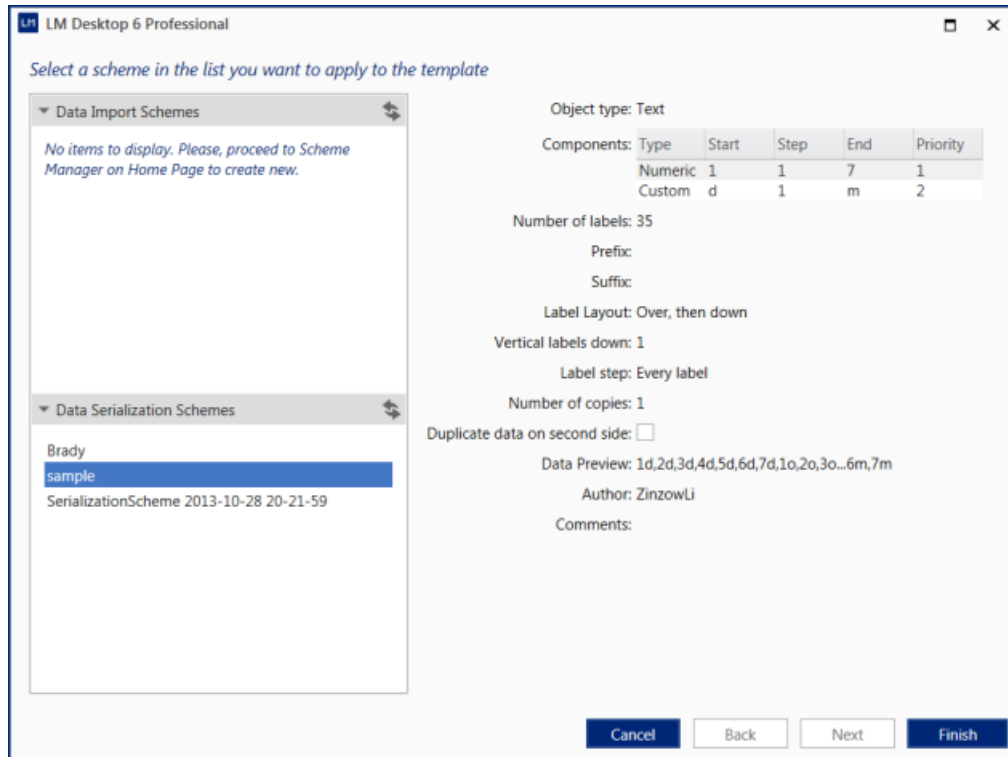 LM LM Desktop 6 Professional
Select a scheme in the list you want to apply to the template
Data Import Schemes
No items to display. Please, proceed to Scheme
Manager on Home Page to create new.
Data Serialization Schemes
Brady
sample
SerializationScheme 2013-10-28 20-21-59
Object type: Text
Components: Type Start Step End Priority
Numeric 1 1 7 1
Custom d 1 m 2
Number of labels: 35
Prefix:
Suffix:
Label Layout: Over, then down
Vertical labels down: 1
Label step: Every label
Number of copies: 1
Duplicate data on second side:
Data Preview: 1d,2d,3d,4d,5d,6d,7d,1o,2o,3o...6m,7m
Author: ZinzowLi
Comments:
Cancel Back Next Finish